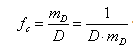 f_c = m_D / D = 1 / (D · m_D)